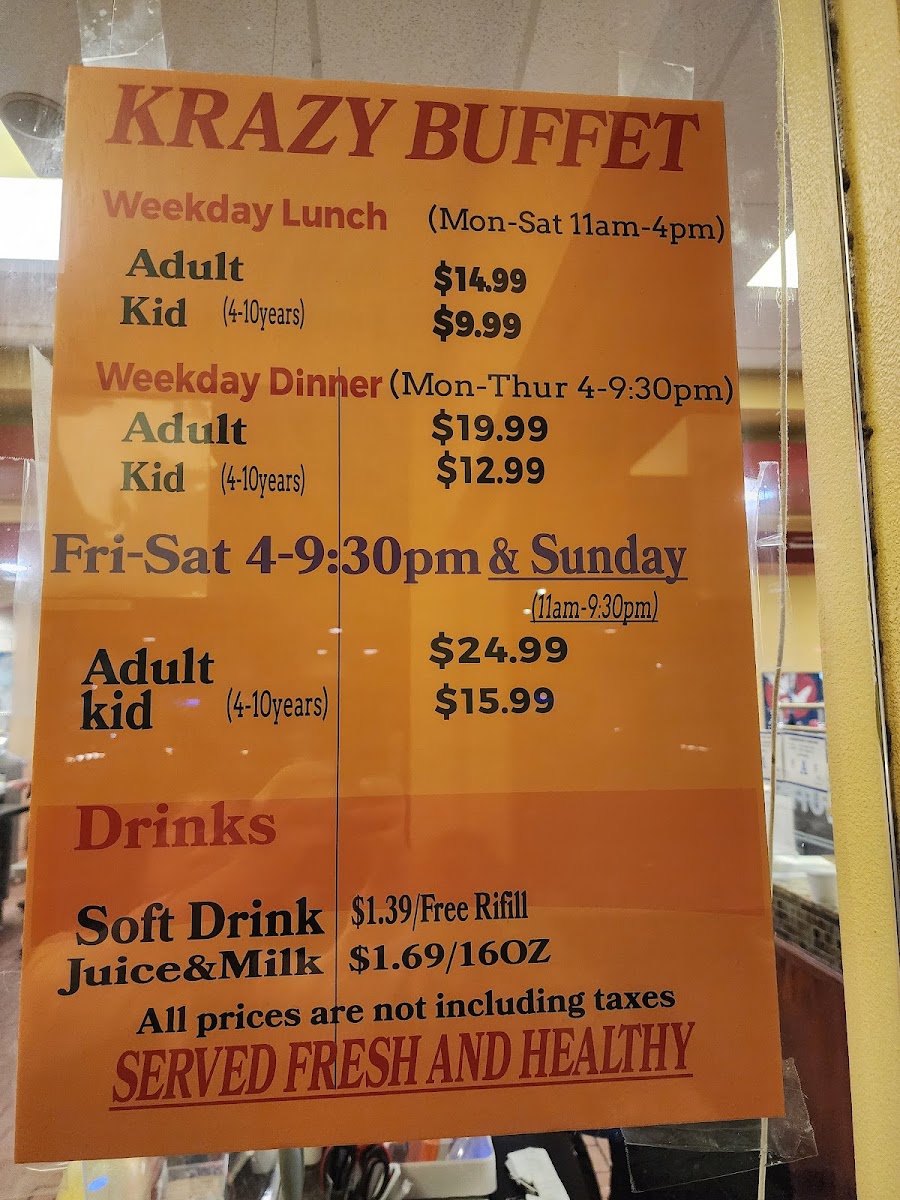 KRAZY BUFFET
Weekday Lunch (Mon-Sat 11am-4pm)
Adult $14.99
Kid (4-10years) $9.99
Weekday Dinner (Mon-Thur 4-9:30pm)
Adult $19.99
Kid (4-10years) $12.99
Fri-Sat 4-9:30pm & Sunday
(11am-9:30pm)
Adult $24.99
kid (4-10years) $15.99
Drinks
Soft Drink $1.39/Free Rifill
Juice&Milk $1.69/16OZ
All prices are not including taxes
SERVED FRESH AND HEALTHY